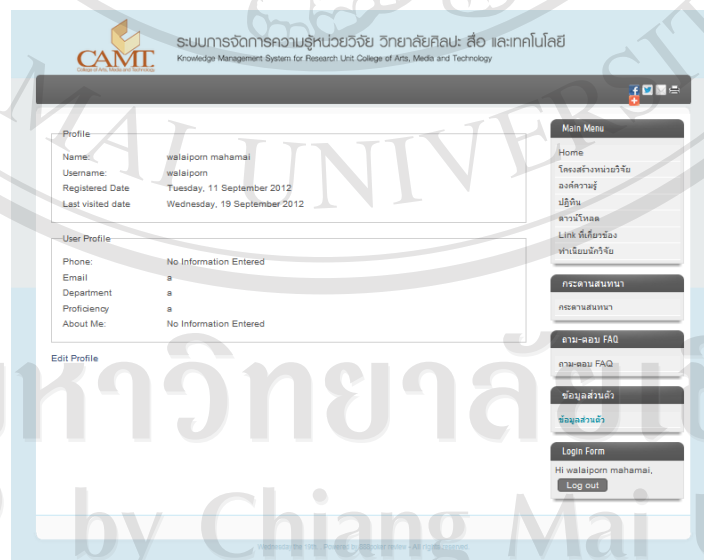 CAMT.
College of Arts, Media and Technology
ระบบการจัดการความรู้หน่วยวิจัย วิทยาลัยศิลปะ สื่อ และเทคโนโลยี
Knowledge Management System for Research Unit College of Arts, Media and Technology
Profile
Name: walaiporn mahamai
Username: walaiporn
Registered Date Tuesday, 11 September 2012
Last visited date Wednesday, 19 September 2012
User Profile
Phone: No Information Entered
Email a
Department a
Proficiency a
About Me: No Information Entered
Edit Profile
Main Menu
Home
โครงสร้างหน่วยวิจัย
องค์ความรู้
ปฏิทิน
ดาวน์โหลด
Link ที่เกี่ยวข้อง
ทำเนียบนักวิจัย
กระดานสนทนา
กระดานสนทนา
ถาม-ตอบ FAQ
ถาม-ตอบ FAQ
ข้อมูลส่วนตัว
ข้อมูลส่วนตัว
Login Form
Hi walaiporn mahamai,
Log out
MAI UNIVERSIT
by Chiang Mai U